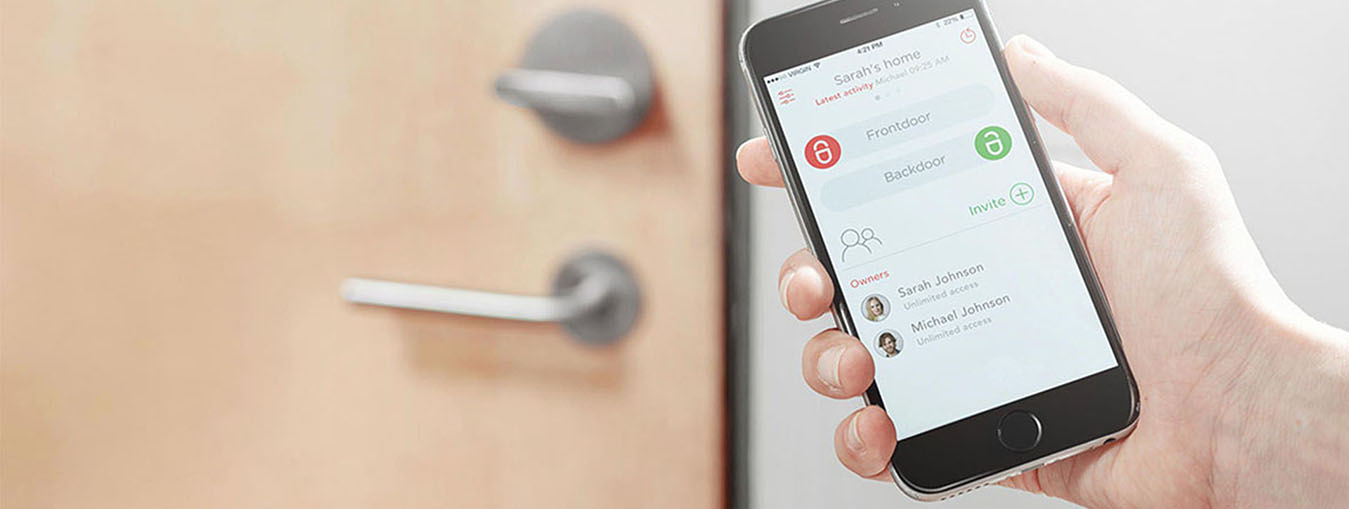 VIRGIN 4:21 PM 22%
Sarah's home
Latest activity Michael 09:25 AM
Frontdoor
Backdoor
Invite
Owners
Sarah Johnson
Unlimited access
Michael Johnson
Unlimited access